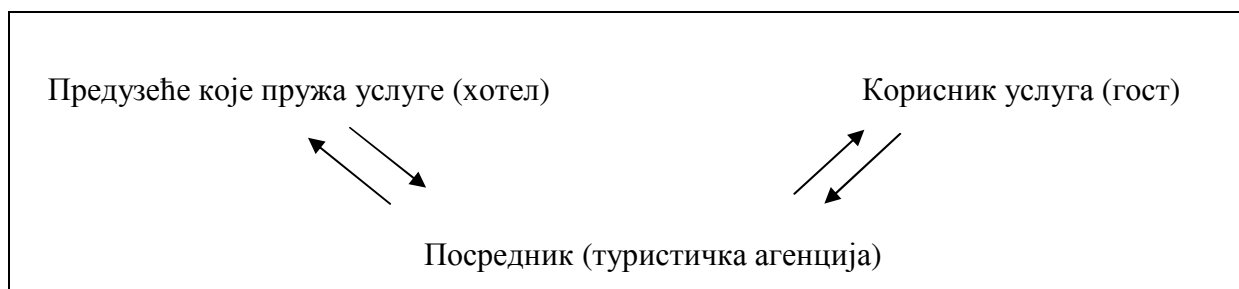 Предузеће које пружа услуге (хотел)
Корисник услуга (гост)
Посредник (туристичка агенција)